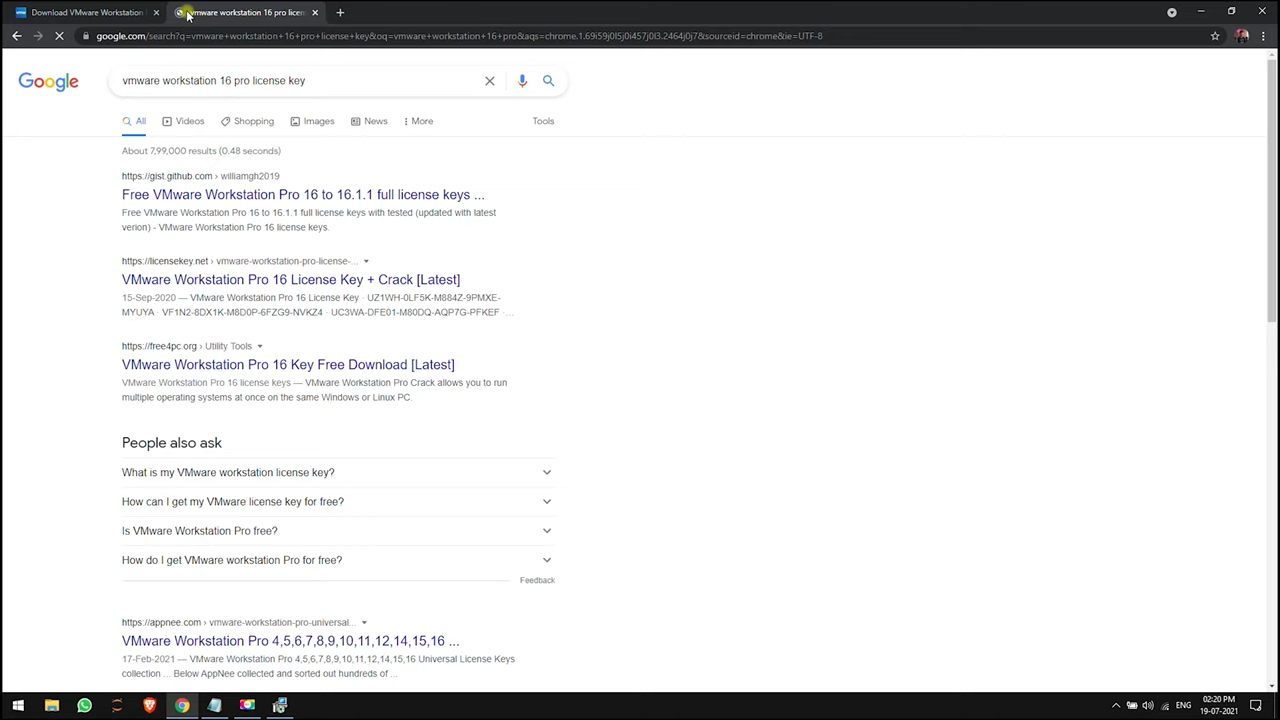 Download VMware Workstation
vmware workstation 16 pro licen
google.com/search?q=vmware+workstation+16+pro+license+key&oq=vmware+workstation+16+pro&aqs=chrome.1.69i59j0l5j0i457j0l3.2464j0j7&sourceid=chrome&ie=UTF-8
Google
vmware workstation 16 pro license key
All
Videos
Shopping
Images
News
More
Tools
About 7,99,000 results (0.48 seconds)
https://gist.github.com › williamgh2019
Free VMware Workstation Pro 16 to 16.1.1 full license keys ...
Free VMware Workstation Pro 16 to 16.1.1 full license keys with tested (updated with latest
verion) - VMware Workstation Pro 16 license keys.
https://licensekey.net › vmware-workstation-pro-license-...
VMware Workstation Pro 16 License Key + Crack [Latest]
15-Sep-2020 — VMware Workstation Pro 16 License Key · UZ1WH-0LF5K-M884Z-9PMXE-
MYUYA · VF1N2-8DX1K-M8D0P-6FZG9-NVKZ4 · UC3WA-DFE01-M80DQ-AQP7G-PFKEF ·...
https://free4pc.org › Utility Tools
VMware Workstation Pro 16 Key Free Download [Latest]
VMware Workstation Pro 16 license keys — VMware Workstation Pro Crack allows you to run
multiple operating systems at once on the same Windows or Linux PC.
People also ask
What is my VMware workstation license key?
How can I get my VMware license key for free?
Is VMware Workstation Pro free?
How do I get VMware workstation Pro for free?
Feedback
https://appnee.com › vmware-workstation-pro-universal...
VMware Workstation Pro 4,5,6,7,8,9,10,11,12,14,15,16 ...
17-Feb-2021 — VMware Workstation Pro 4,5,6,7,8,9,10,11,12,14,15,16 Universal License Keys
collection ... Below AppNee collected and sorted out hundreds of ...
ENG
02:20 PM
19-07-2021